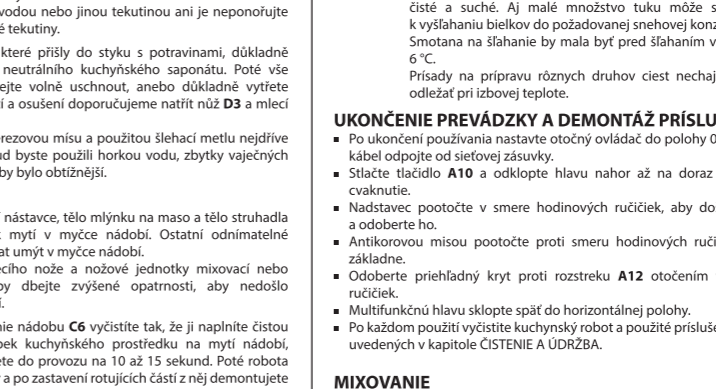 vodou nebo jinou tekutinou ani je neponořujte
é tekutiny.
které přišly do styku s potravinami, důkladně
neutrálního kuchyňského saponátu. Poté vše
ejte volně uschnout, anebo důkladně vytřete
í a osušení doporučujeme natřít nůž D3 a mlecí
erezovou mísu a použitou šlehací metlu nejdříve
ud byste použili horkou vodu, zbytky vaječných
by bylo obtížnější.
í nástavce, tělo mlýnku na maso a tělo struhadla
mytí v myčce nádobí. Ostatní odnímatelné
at umýt v myčce nádobí.
ecího nože a nožové jednotky mixovací nebo
by dbejte zvýšené opatrnosti, aby nedošlo
í.
nie nádobu C6 vyčistíte tak, že ji naplníte čistou
pek kuchyňského prostředku na mytí nádobí,
ete do provozu na 10 až 15 sekund. Poté robota
y a po zastavení rotujících částí z něj demontujete
čisté a suché. Aj malé množstvo tuku môže s
k vyšľahaniu bielkov do požadovanej snehovej konz
Smotana na šľahanie by mala byť pred šľahaním v
6 °C.
Prísady na prípravu rôznych druhov ciest nechaj
odležať pri izbovej teplote.
UKONČENIE PREVÁDZKY A DEMONTÁŽ PRÍSLU
▪ Po ukončení používania nastavte otočný ovládač do polohy 0
kábel odpojte od sieťovej zásuvky.
▪ Stlačte tlačidlo A10 a odklopte hlavu nahor až na doraz
cvaknutie.
▪ Nadstavec pootočte v smere hodinových ručičiek, aby do
a odoberte ho.
▪ Antikorovou misou pootočte proti smeru hodinových ruči
základne.
▪ Odoberte priehľadný kryt proti rozstreku A12 otočením
ručičiek.
▪ Multifunkčnú hlavu sklopte späť do horizontálnej polohy.
▪ Po každom použití vyčistite kuchynský robot a použité prísluše
uvedených v kapitole ČISTENIE A ÚDRŽBA.
MIXOVANIE